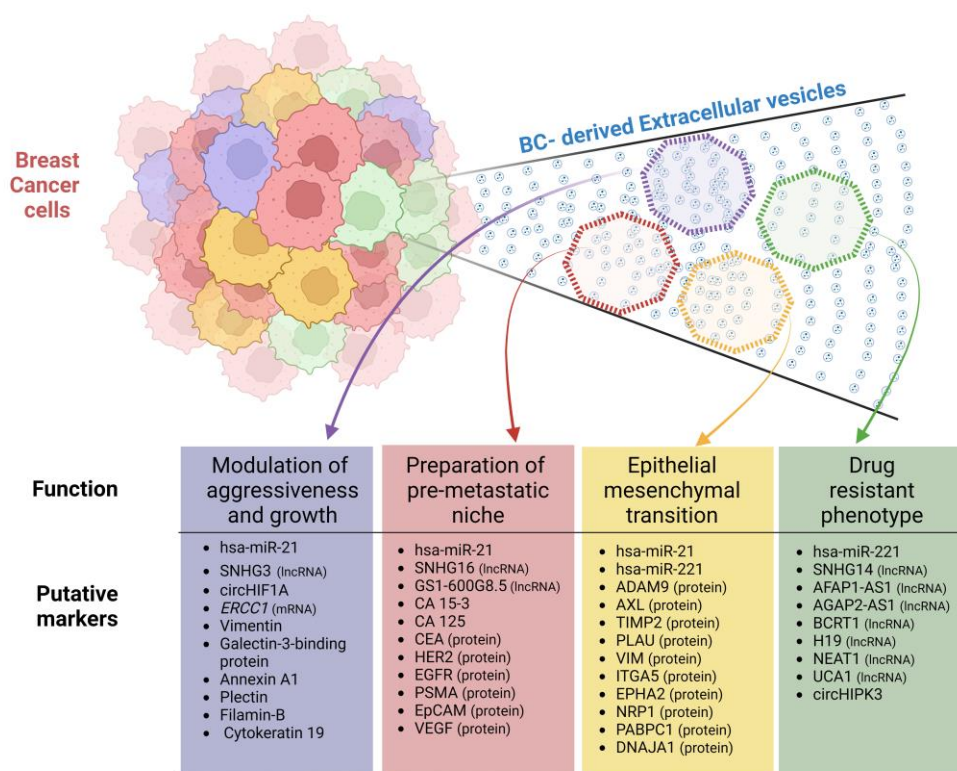 Breast
Cancer
cells
BC- derived Extracellular vesicles
Function
Modulation of
aggressiveness
and growth
Preparation of
pre-metastatic
niche
Epithelial
mesenchymal
transition
Drug
resistant
phenotype
Putative
markers
• hsa-miR-21
• SNHG3 (lncRNA)
• circHIF1A
• ERCC1 (mRNA)
• Vimentin
• Galectin-3-binding
protein
• Annexin A1
• Plectin
• Filamin-B
• Cytokeratin 19
• hsa-miR-21
• SNHG16 (lncRNA)
• GS1-600G8.5 (lncRNA)
• CA 15-3
• CA 125
• CEA (protein)
• HER2 (protein)
• EGFR (protein)
• PSMA (protein)
• EpCAM (protein)
• VEGF (protein)
• hsa-miR-21
• hsa-miR-221
• ADAM9 (protein)
• AXL (protein)
• TIMP2 (protein)
• PLAU (protein)
• VIM (protein)
• ITGA5 (protein)
• EPHA2 (protein)
• NRP1 (protein)
• PABPC1 (protein)
• DNAJA1 (protein)
• hsa-miR-221
• SNHG14 (lncRNA)
• AFAP1-AS1 (lncRNA)
• AGAP2-AS1 (lncRNA)
• BCRT1 (lncRNA)
• H19 (lncRNA)
• NEAT1 (lncRNA)
• UCA1 (lncRNA)
• circHIPK3